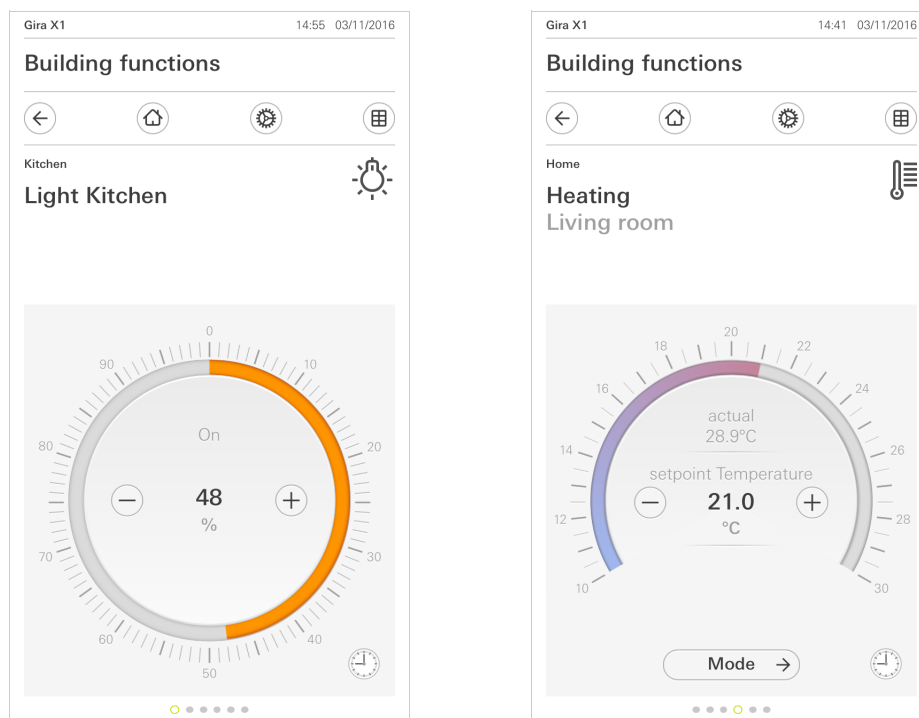 Gira X1 14:55 03/11/2016
Building functions
Kitchen
Light Kitchen
0
90 10
80 20
On
48
%
70 30
60 40
50
Gira X1 14:41 03/11/2016
Building functions
Home
Heating
Living room
20
18 22
16 24
actual
28.9°C
14 26
setpoint Temperature
21.0
°C
12 28
10 30
Mode